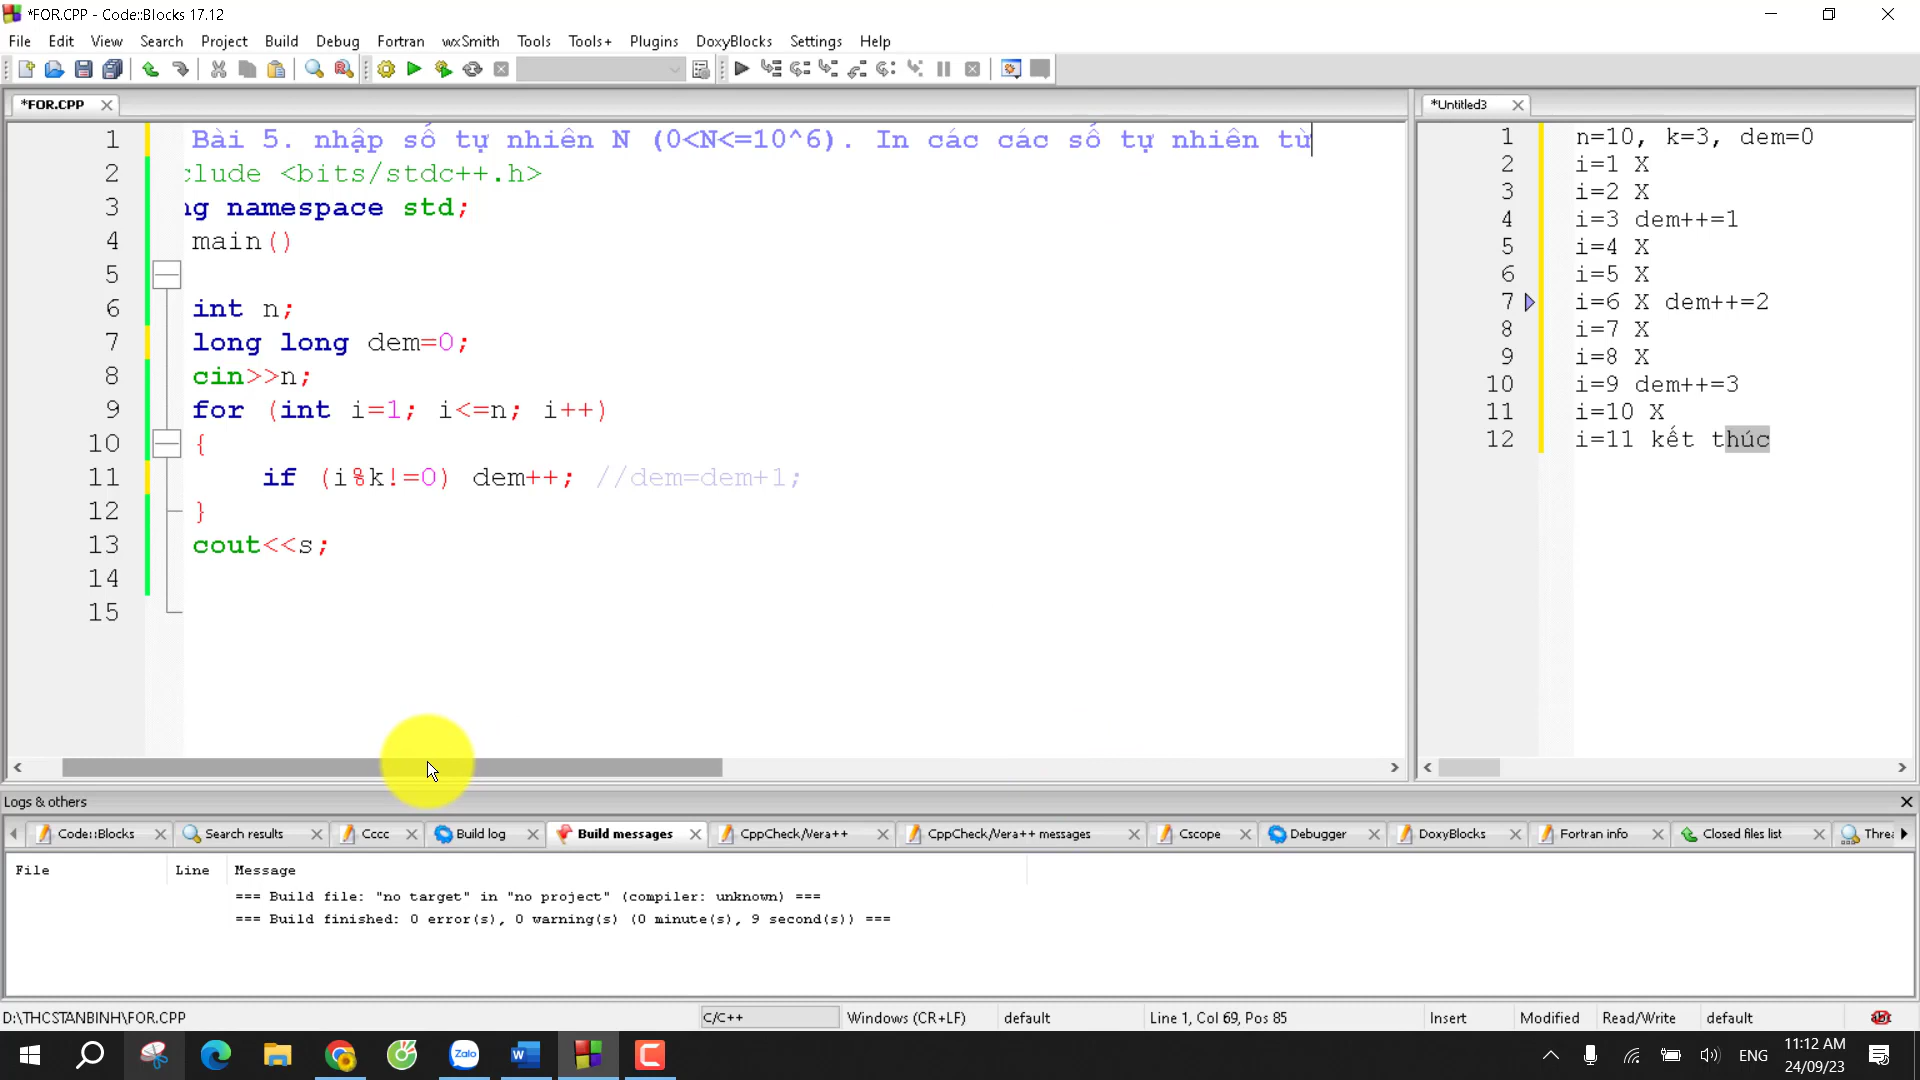 *FOR.CPP - Code::Blocks 17.12
File Edit View Search Project Build Debug Fortran wxSmith Tools Tools+ Plugins DoxyBlocks Settings Help
*FOR.CPP
1 Bài 5. nhập số tự nhiên N (0<N<=10^6). In các các số tự nhiên từ
2 clude <bits/stdc++.h>
3 ng namespace std;
4 main()
5
6 int n;
7 long long dem=0;
8 cin>>n;
9 for (int i=1; i<=n; i++)
10 {
11 if (i%k!=0) dem++; //dem=dem+1;
12 }
13 cout<<s;
14
15
*Untitled3
1 n=10, k=3, dem=0
2 i=1 X
3 i=2 X
4 i=3 dem++=1
5 i=4 X
6 i=5 X
7 i=6 X dem++=2
8 i=7 X
9 i=8 X
10 i=9 dem++=3
11 i=10 X
12 i=11 kết thúc
Logs & others
Code::Blocks Search results Cccc Build log Build messages CppCheck/Vera++ CppCheck/Vera++ messages Cscope Debugger DoxyBlocks Fortran info Closed files list Threa
File Line Message
=== Build file: "no target" in "no project" (compiler: unknown) ===
=== Build finished: 0 error(s), 0 warning(s) (0 minute(s), 9 second(s)) ===
D:\THCSTANBINH\FOR.CPP C/C++ Windows (CR+LF) default Line 1, Col 69, Pos 85 Insert Modified Read/Write default
Zalo
ENG
11:12 AM
24/09/23